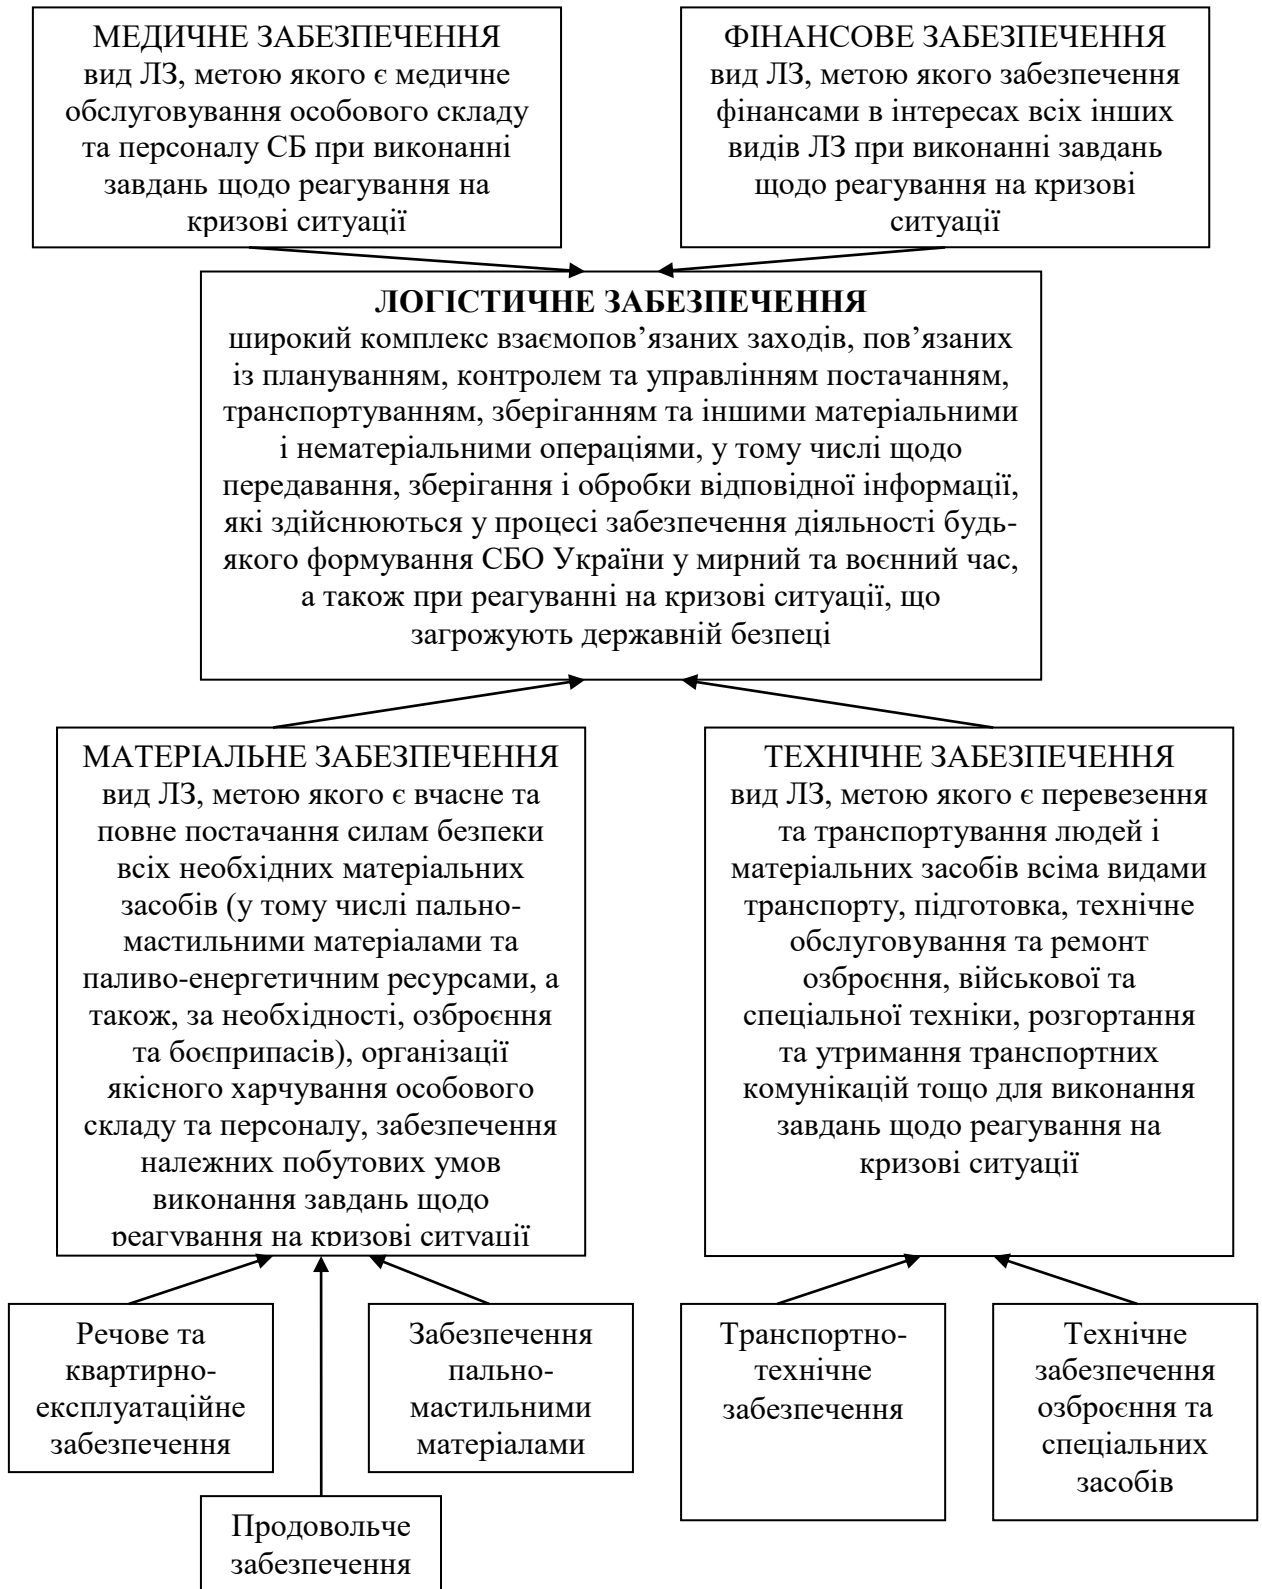 МЕДИЧНЕ ЗАБЕЗПЕЧЕННЯ
вид ЛЗ, метою якого є медичне
обслуговування особового складу
та персоналу СБ при виконанні
завдань щодо реагування на
кризові ситуації
ФІНАНСОВЕ ЗАБЕЗПЕЧЕННЯ
вид ЛЗ, метою якого забезпечення
фінансами в інтересах всіх інших
видів ЛЗ при виконанні завдань
щодо реагування на кризові
ситуації
ЛОГІСТИЧНЕ ЗАБЕЗПЕЧЕННЯ
широкий комплекс взаємопов’язаних заходів, пов’язаних
із плануванням, контролем та управлінням постачанням,
транспортуванням, зберіганням та іншими матеріальними
і нематеріальними операціями, у тому числі щодо
передавання, зберігання і обробки відповідної інформації,
які здійснюються у процесі забезпечення діяльності будь-
якого формування СБО України у мирний та воєнний час,
а також при реагуванні на кризові ситуації, що
загрожують державній безпеці
МАТЕРІАЛЬНЕ ЗАБЕЗПЕЧЕННЯ
вид ЛЗ, метою якого є вчасне та
повне постачання силам безпеки
всіх необхідних матеріальних
засобів (у тому числі пально-
мастильними матеріалами та
паливо-енергетичним ресурсами, а
також, за необхідності, озброєння
та боєприпасів), організації
якісного харчування особового
складу та персоналу, забезпечення
належних побутових умов
виконання завдань щодо
реагування на кризові ситуації
ТЕХНІЧНЕ ЗАБЕЗПЕЧЕННЯ
вид ЛЗ, метою якого є перевезення
та транспортування людей і
матеріальних засобів всіма видами
транспорту, підготовка, технічне
обслуговування та ремонт
озброєння, військової та
спеціальної техніки, розгортання
та утримання транспортних
комунікацій тощо для виконання
завдань щодо реагування на
кризові ситуації
Речове та
квартирно-
експлуатаційне
забезпечення
Забезпечення
пально-
мастильними
матеріалами
Транспортно-
технічне
забезпечення
Технічне
забезпечення
озброєння та
спеціальних
засобів
Продовольче
забезпечення